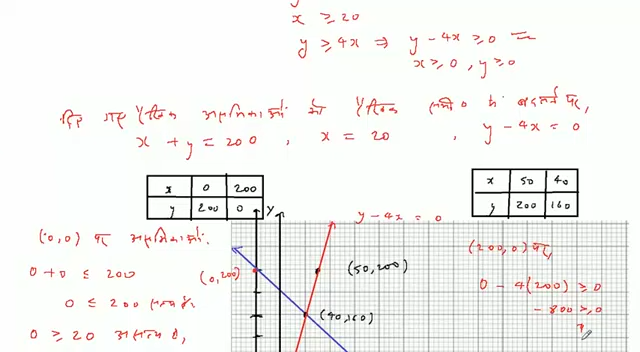 x ≥ 20
y ≥ 4x ⇒ y - 4x ≥ 0
x ≥ 0, y ≥ 0
x + y = 200, x = 20, y - 4x = 0
x 0 200
y 200 0
x 50 40
y 200 160
Y
y - 4x = 0
(0,0) पर
(200,0) पर,
0 + 0 ≤ 200
(0,200)
(50,200)
0 - 4(200) ≥ 0
0 ≤ 200 सत्य है.
- 800 ≥ 0
(40,160)
0 ≥ 20 असत्य है,